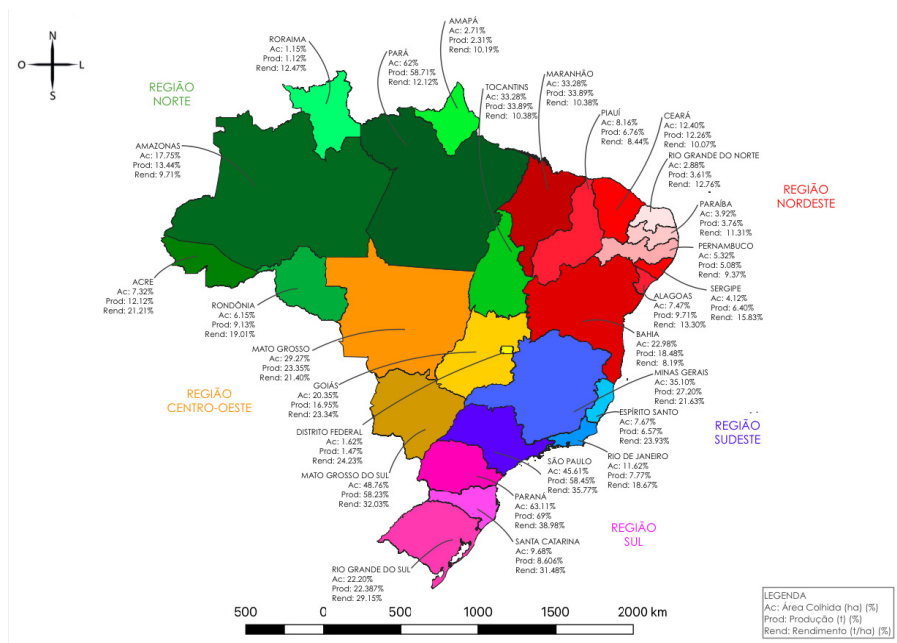 N
O
L
S
REGIÃO
NORTE
RORAIMA
Ac: 1.15%
Prod: 1.12%
Rend: 12.47%
PARÁ
Ac: 62%
Prod: 58.71%
Rend: 12.12%
AMAPÁ
Ac: 2.71%
Prod: 2.31%
Rend: 10.19%
TOCANTINS
Ac: 33.28%
Prod: 33.89%
Rend: 10.38%
MARANHÃO
Ac: 33.28%
Prod: 33.89%
Rend: 10.38%
PIAUÍ
Ac: 8.16%
Prod: 6.76%
Rend: 8.44%
CEARÁ
Ac: 12.40%
Prod: 12.26%
Rend: 10.07%
RIO GRANDE DO NORTE
Ac: 2.88%
Prod: 3.61%
Rend: 12.76%
REGIÃO
NORDESTE
PARAÍBA
Ac: 3.92%
Prod: 3.76%
Rend: 11.31%
PERNAMBUCO
Ac: 5.32%
Prod: 5.08%
Rend: 9.37%
SERGIPE
Ac: 4.12%
Prod: 6.40%
Rend: 15.83%
ALAGOAS
Ac: 7.47%
Prod: 9.71%
Rend: 13.30%
BAHIA
Ac: 22.98%
Prod: 18.48%
Rend: 8.19%
AMAZONAS
Ac: 17.75%
Prod: 13.44%
Rend: 9.71%
ACRE
Ac: 7.32%
Prod: 12.12%
Rend: 21.21%
RONDÔNIA
Ac: 6.15%
Prod: 9.13%
Rend: 19.01%
MATO GROSSO
Ac: 29.27%
Prod: 23.35%
Rend: 21.40%
GOIÁS
Ac: 20.35%
Prod: 16.95%
Rend: 23.34%
REGIÃO
CENTRO-OESTE
DISTRITO FEDERAL
Ac: 1.62%
Prod: 1.47%
Rend: 24.23%
MATO GROSSO DO SUL
Ac: 48.76%
Prod: 58.23%
Rend: 32.03%
MINAS GERAIS
Ac: 35.10%
Prod: 27.20%
Rend: 21.63%
ESPÍRITO SANTO
Ac: 7.67%
Prod: 6.57%
Rend: 23.93%
REGIÃO
SUDESTE
RIO DE JANEIRO
Ac: 11.62%
Prod: 7.77%
Rend: 18.67%
SÃO PAULO
Ac: 45.61%
Prod: 58.45%
Rend: 35.77%
PARANÁ
Ac: 63.11%
Prod: 69%
Rend: 38.98%
REGIÃO
SUL
SANTA CATARINA
Ac: 9.68%
Prod: 8.606%
Rend: 31.48%
RIO GRANDE DO SUL
Ac: 22.20%
Prod: 22.387%
Rend: 29.15%
500 0 500 1000 1500 2000 km
LEGENDA
Ac: Área Colhida (ha) (%)
Prod: Produção (t) (%)
Rend: Rendimento (t/ha) (%)